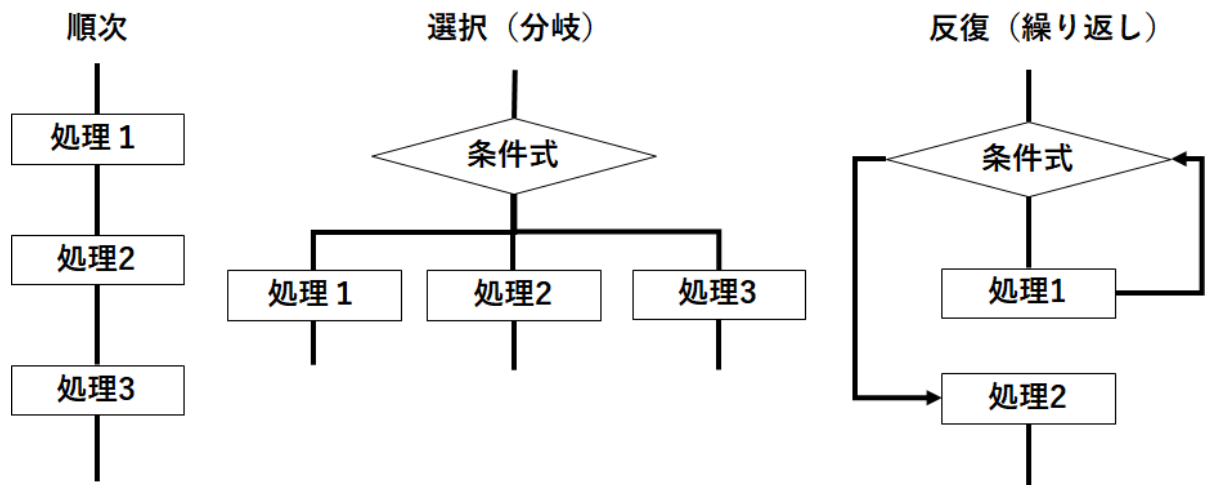 順次
処理１
処理2
処理3
選択（分岐）
条件式
処理１
処理2
処理3
反復（繰り返し）
条件式
処理1
処理2